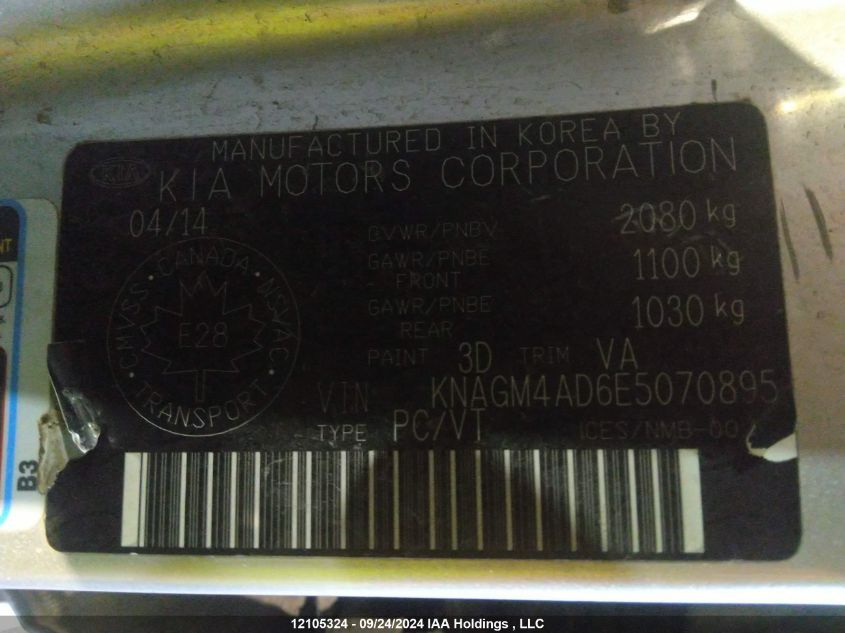 MANUFACTURED IN KOREA BY
KIA
KIA MOTORS CORPORATION
04/14
GVWR/PNBV 2080 kg
GAWR/PNBE FRONT 1100 kg
GAWR/PNBE REAR 1030 kg
CANADA
CMVSS NSVAC
E28
TRANSPORT
PAINT 3D TRIM VA
VIN KNAGM4AD6E5070895
TYPE PC/VT ICES/NMB-00
NT
B3
12105324 - 09/24/2024 IAA Holdings , LLC